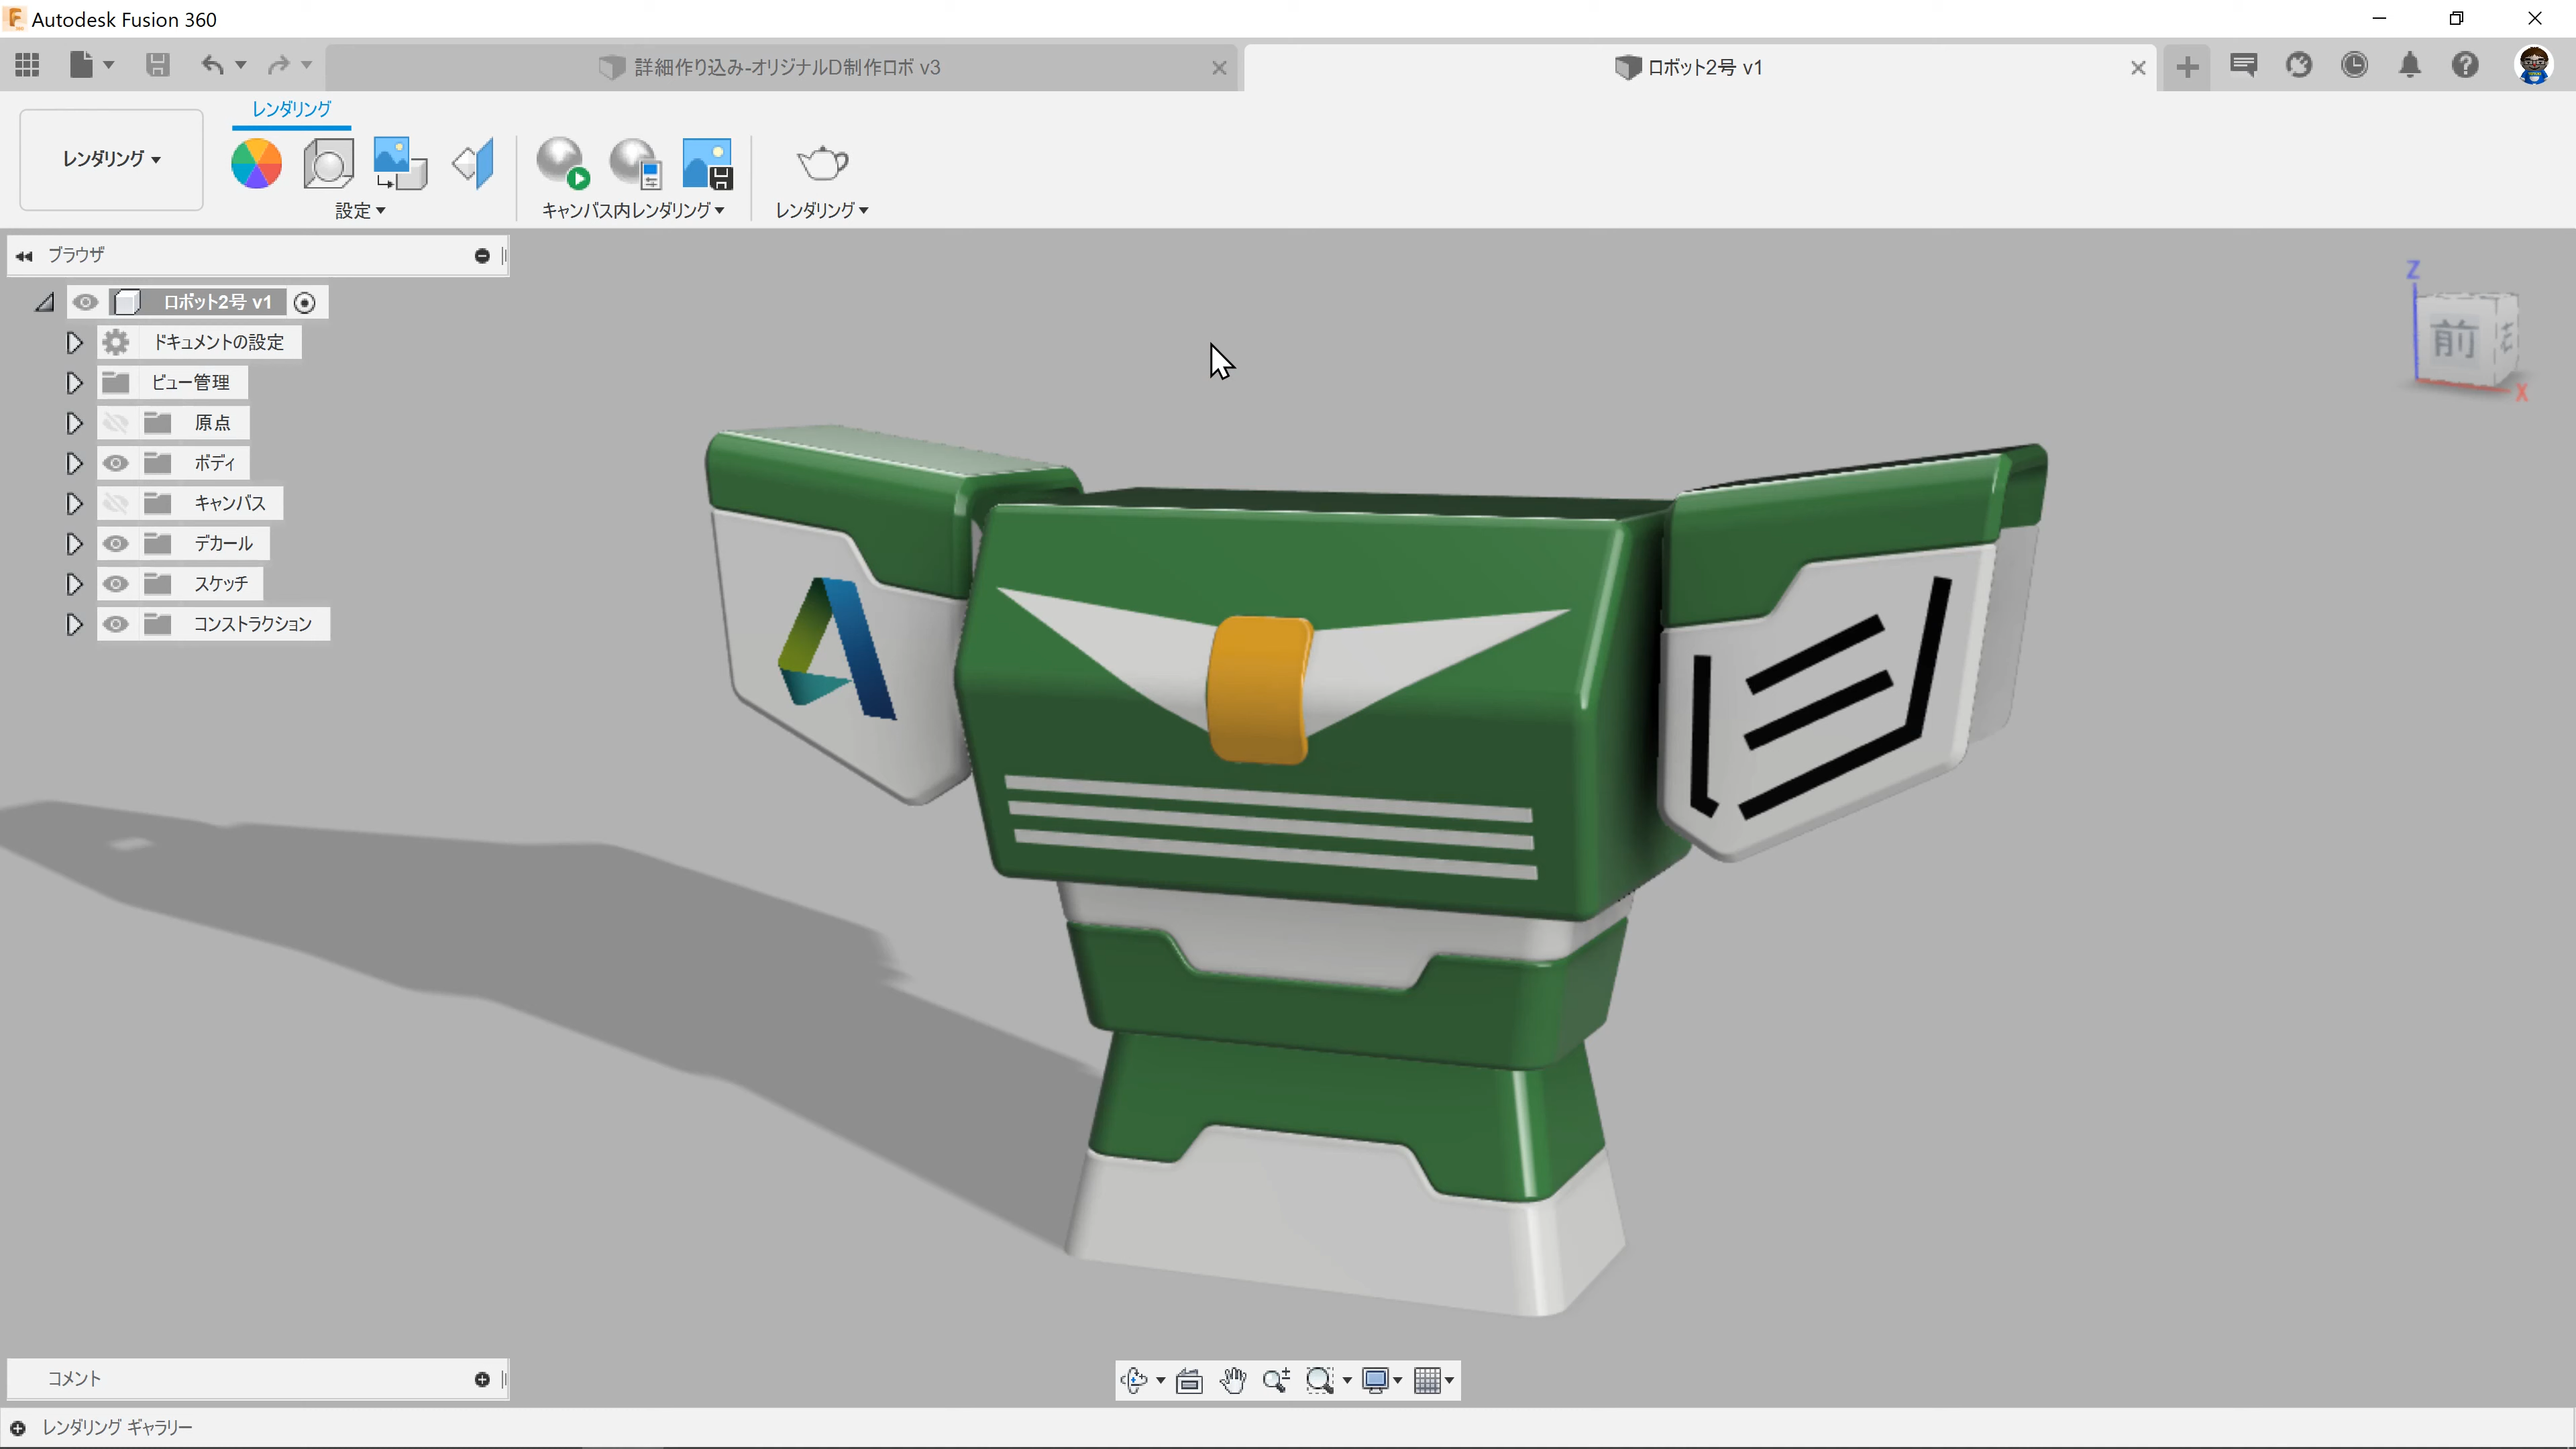 Autodesk Fusion 360
詳細作り込み-オリジナルD制作ロボ v3
ロボット2号 v1
レンダリング
レンダリング
設定
キャンバス内レンダリング
レンダリング
ブラウザ
ロボット2号 v1
ドキュメントの設定
ビュー管理
原点
ボディ
キャンバス
デカール
スケッチ
コンストラクション
Z
前
X
コメント
レンダリング ギャラリー